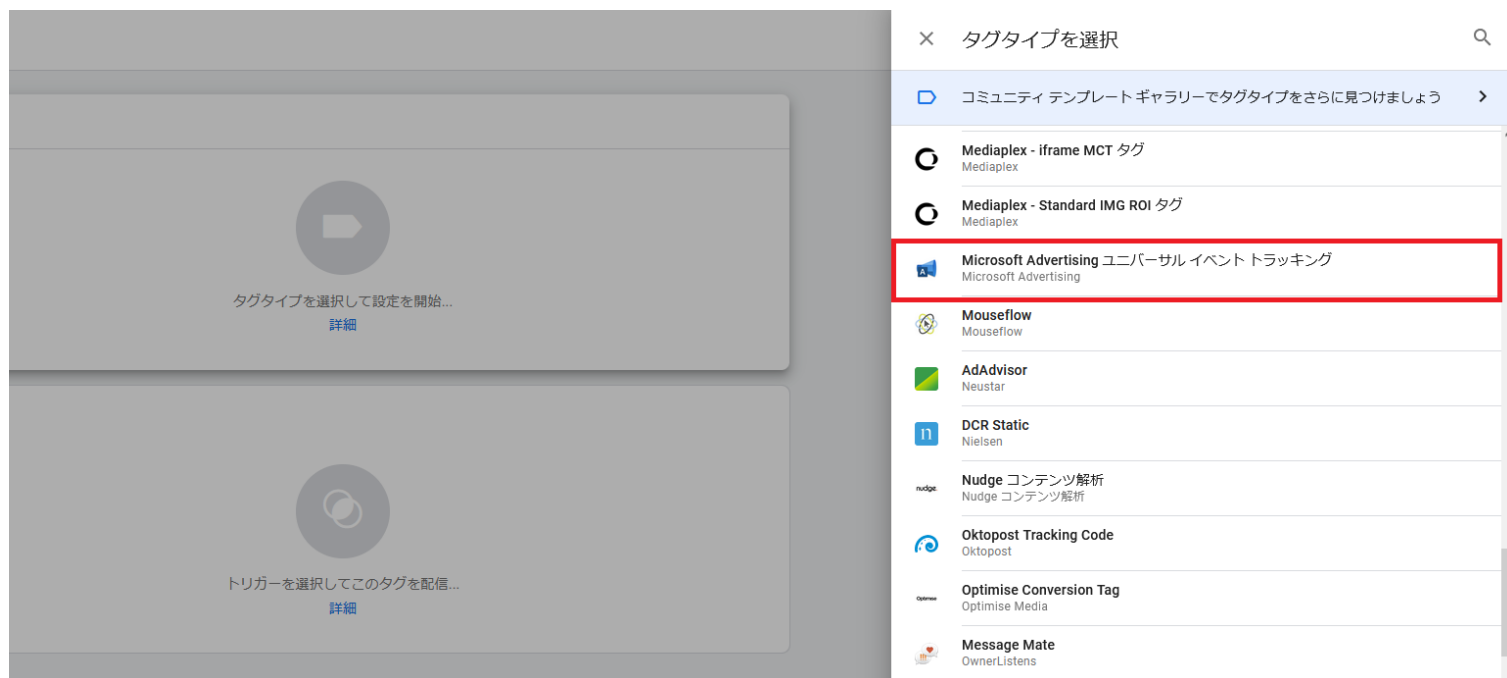 タグタイプを選択
コミュニティ テンプレート ギャラリーでタグタイプをさらに見つけましょう
Mediaplex - iframe MCT タグ
Mediaplex
Mediaplex - Standard IMG ROI タグ
Mediaplex
Microsoft Advertising ユニバーサル イベント トラッキング
Microsoft Advertising
Mouseflow
Mouseflow
AdAdvisor
Neustar
n
DCR Static
Nielsen
nudge.
Nudge コンテンツ解析
Nudge コンテンツ解析
Oktopost Tracking Code
Oktopost
Optimise
Optimise Conversion Tag
Optimise Media
Message Mate
OwnerListens
タグタイプを選択して設定を開始...
詳細
トリガーを選択してこのタグを配信...
詳細